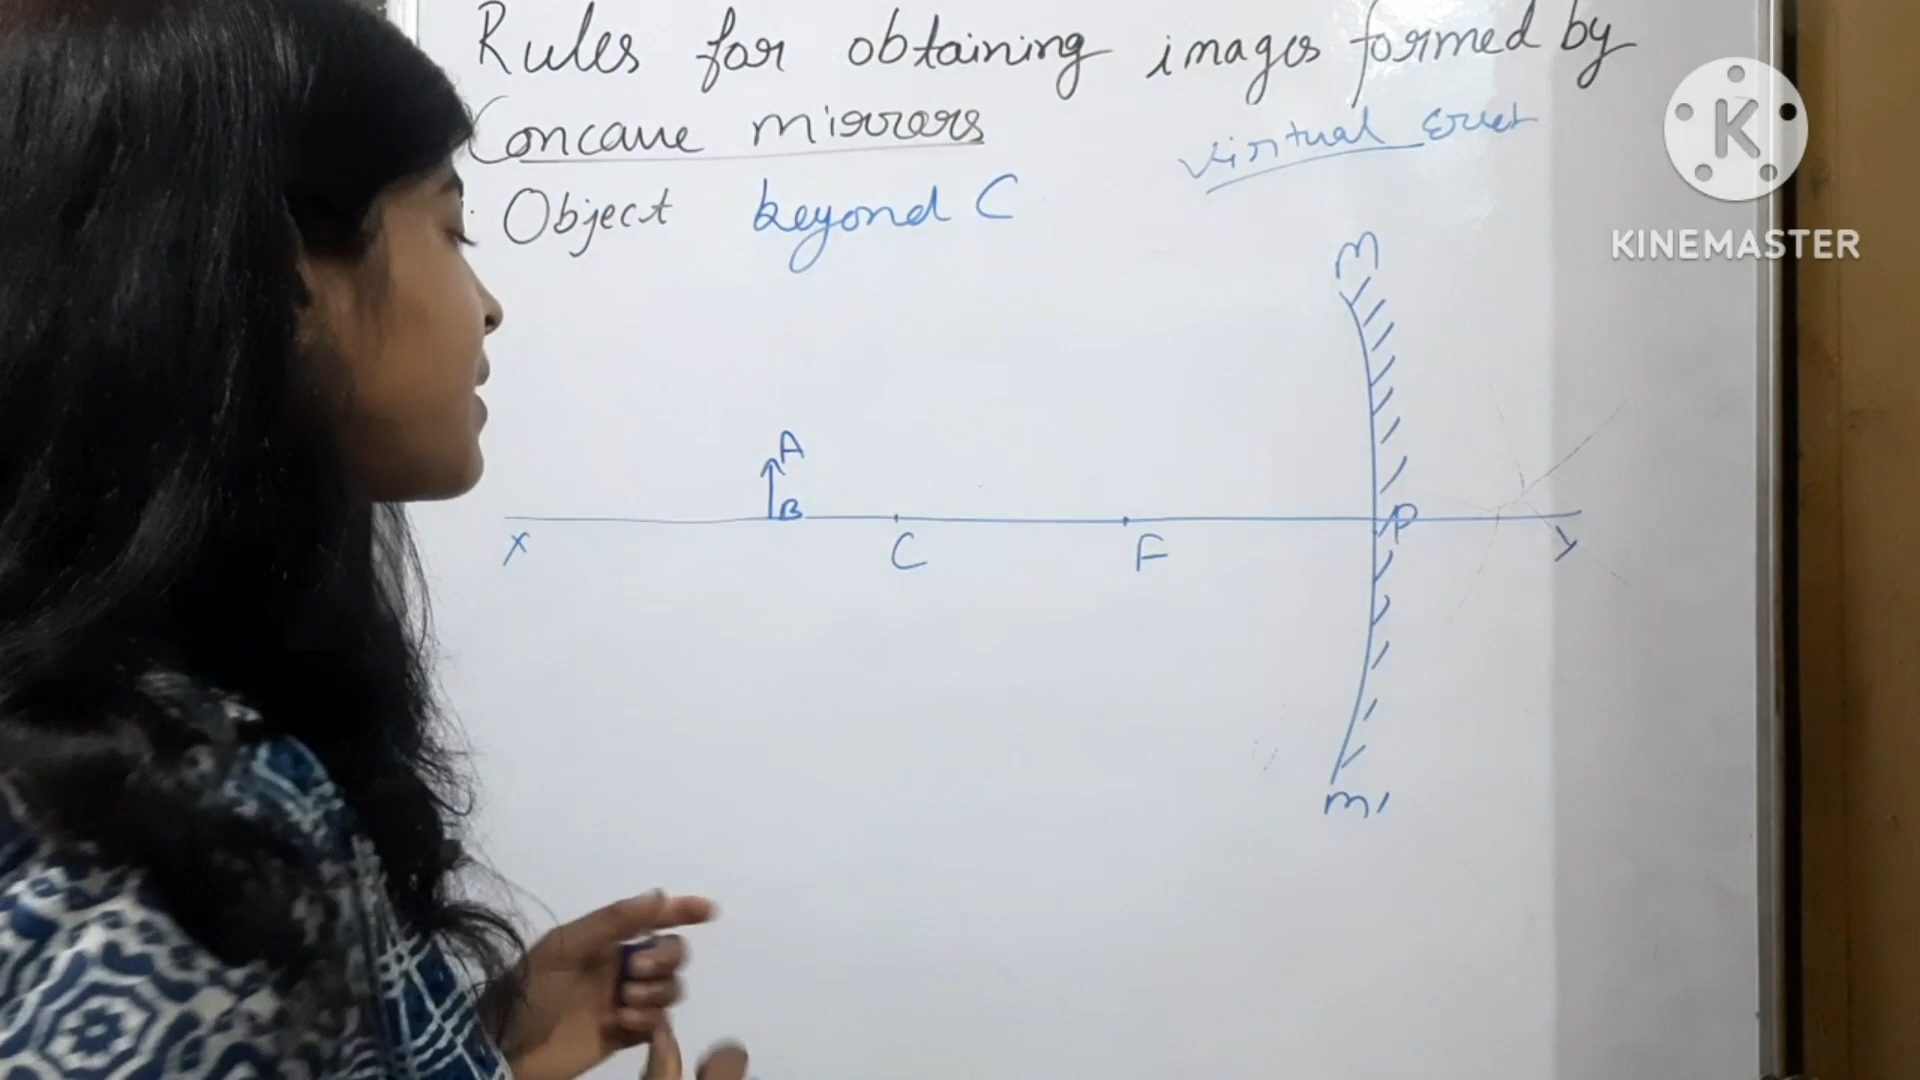 Rules for obtaining images formed by
Concave mirrors
virtual erect
Object beyond C
KINEMASTER
M
A
B
P
X
C
F
Y
M'